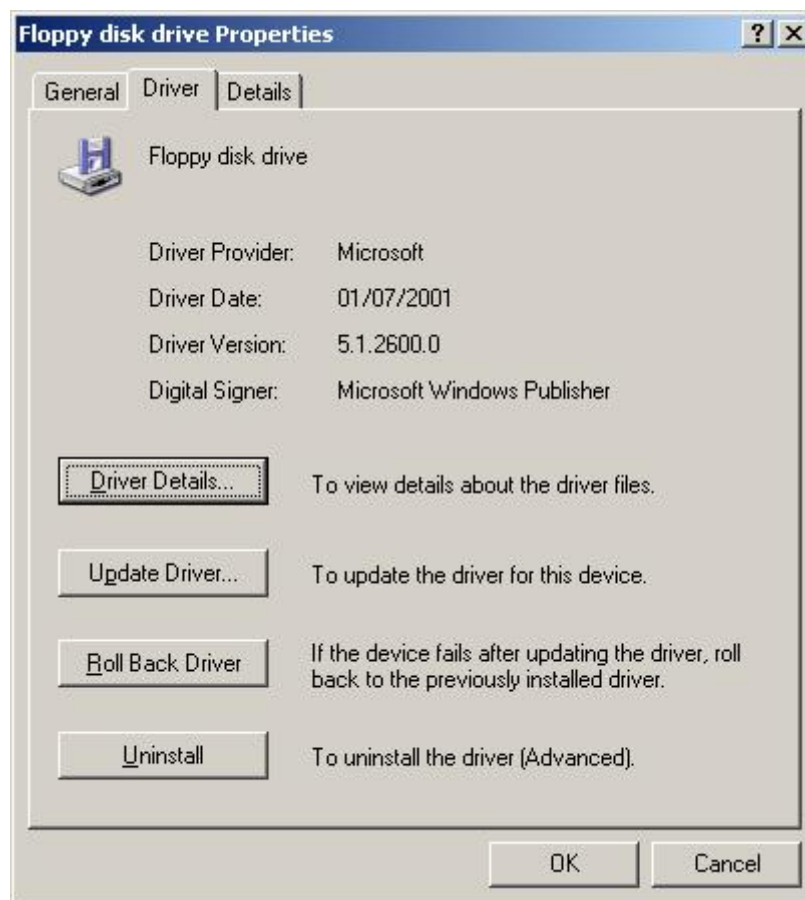 Floppy disk drive Properties
General Driver Details
Floppy disk drive
Driver Provider: Microsoft
Driver Date: 01/07/2001
Driver Version: 5.1.2600.0
Digital Signer: Microsoft Windows Publisher
Driver Details... To view details about the driver files.
Update Driver... To update the driver for this device.
Roll Back Driver If the device fails after updating the driver, roll
back to the previously installed driver.
Uninstall To uninstall the driver (Advanced).
OK Cancel